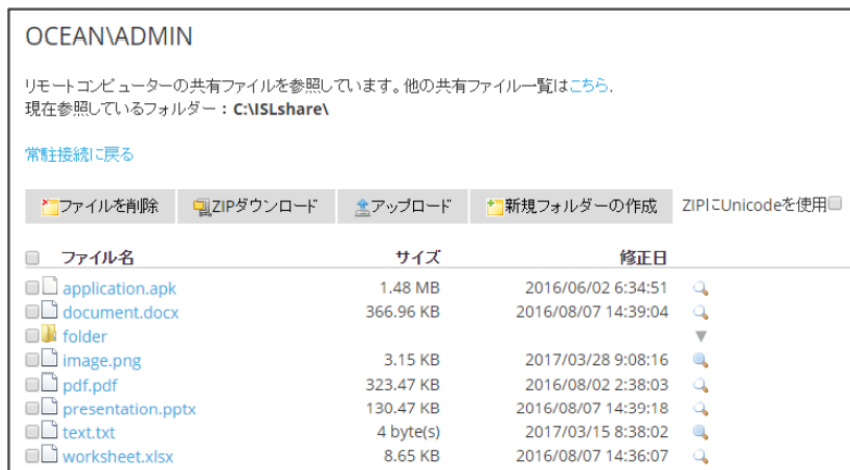 OCEAN\ADMIN
リモートコンピューターの共有ファイルを参照しています。他の共有ファイル一覧はこちら.
現在参照しているフォルダー：C:\ISLshare\
常駐接続に戻る
ファイルを削除 ZIPダウンロード アップロード 新規フォルダーの作成 ZIPにUnicodeを使用
ファイル名 サイズ 修正日
application.apk 1.48 MB 2016/06/02 6:34:51
document.docx 366.96 KB 2016/08/07 14:39:04
folder
image.png 3.15 KB 2017/03/28 9:08:16
pdf.pdf 323.47 KB 2016/08/02 2:38:03
presentation.pptx 130.47 KB 2016/08/07 14:39:18
text.txt 4 byte(s) 2017/03/15 8:38:02
worksheet.xlsx 8.65 KB 2016/08/07 14:36:07